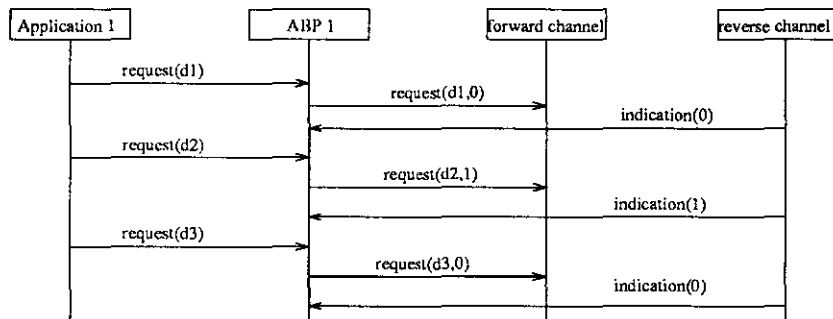 Application 1
ABP 1
forward channel
reverse channel
request(d1)
request(d1,0)
indication(0)
request(d2)
request(d2,1)
indication(1)
request(d3)
request(d3,0)
indication(0)